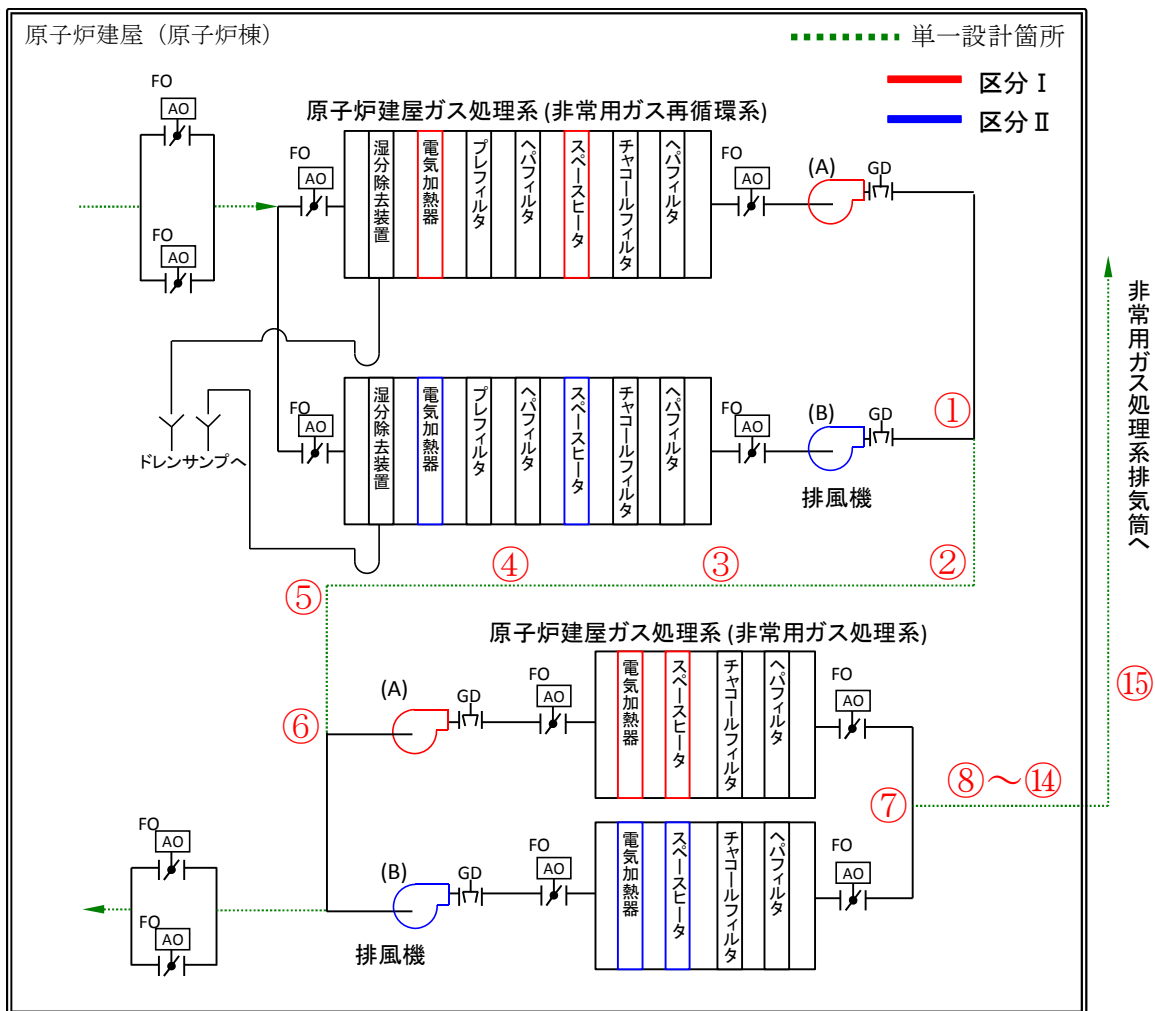 原子炉建屋（原子炉棟）
単一設計箇所
区分Ⅰ
区分Ⅱ
FO
AO
FO
AO
原子炉建屋ガス処理系 (非常用ガス再循環系)
FO
AO
湿分除去装置
電気加熱器
プレフィルタ
ヘパフィルタ
スペースヒータ
チャコールフィルタ
ヘパフィルタ
FO
AO
(A)
GD
FO
AO
湿分除去装置
電気加熱器
プレフィルタ
ヘパフィルタ
スペースヒータ
チャコールフィルタ
ヘパフィルタ
FO
AO
(B)
GD
排風機
ドレンサンプへ
①
②
③
④
⑤
原子炉建屋ガス処理系 (非常用ガス処理系)
⑥
(A)
GD
FO
AO
電気加熱器
スペースヒータ
チャコールフィルタ
ヘパフィルタ
FO
AO
(B)
GD
FO
AO
電気加熱器
スペースヒータ
チャコールフィルタ
ヘパフィルタ
FO
AO
排風機
FO
AO
FO
AO
⑦
⑧～⑭
⑮
非常用ガス処理系排気筒へ